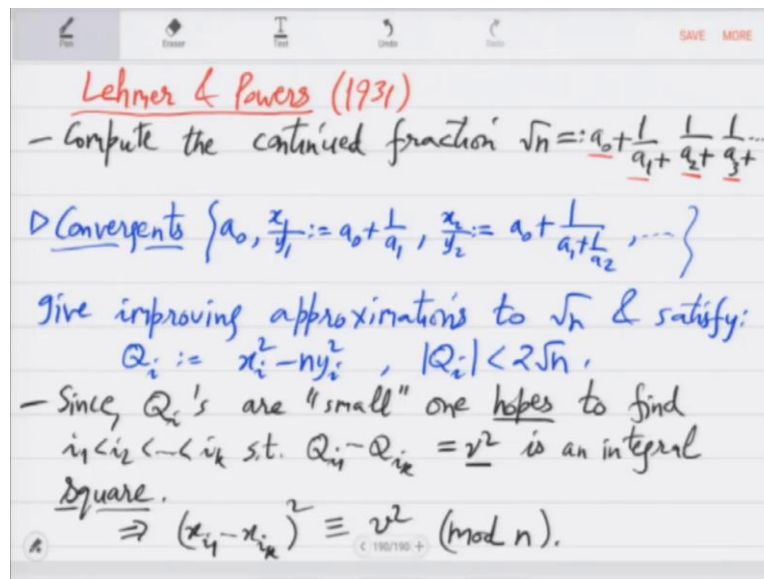 Pen Eraser Text Undo Redo SAVE MORE
Lehmer & Powers (1931)
- Compute the continued fraction √n =: a₀ + 1/a₁+ 1/a₂+ 1/a₃+ ...
▷ Convergents {a₀, x₁/y₁ := a₀ + 1/a₁, x₂/y₂ := a₀ + 1/(a₁ + 1/a₂), ....}
give improving approximations to √n & satisfy:
Qᵢ := xᵢ² - nyᵢ², |Qᵢ| < 2√n.
- Since, Qᵢ's are "small" one hopes to find
i₁ < i₂ < -- < iₖ s.t. Qᵢ₁ -- Qᵢₖ = v² is an integral
square.
⇒ (xᵢ₁ -- xᵢₖ)² ≡ v² (mod n).
< 190/190 +